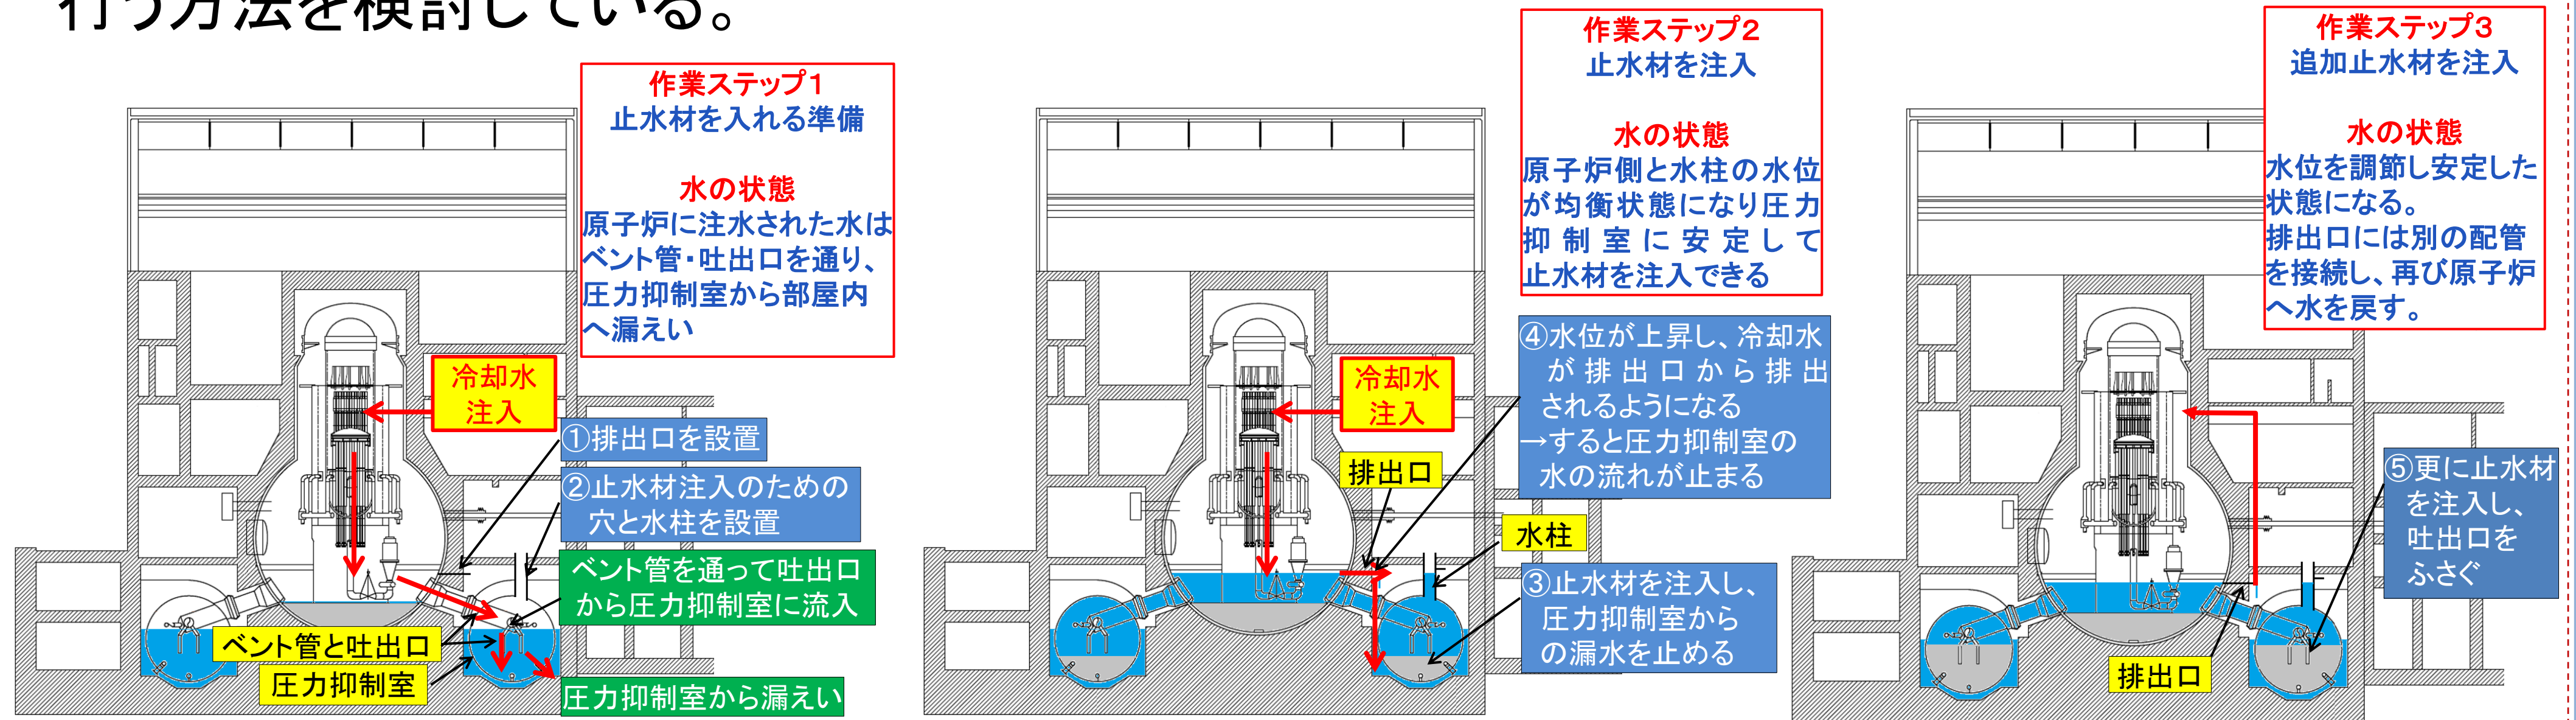 行う方法を検討している。
作業ステップ1
止水材を入れる準備
水の状態
原子炉に注水された水は
ベント管・吐出口を通り、
圧力抑制室から部屋内
へ漏えい
冷却水
注入
①排出口を設置
②止水材注入のための
穴と水柱を設置
ベント管を通って吐出口
から圧力抑制室に流入
ベント管と吐出口
圧力抑制室
圧力抑制室から漏えい
作業ステップ2
止水材を注入
水の状態
原子炉側と水柱の水位
が均衡状態になり圧力
抑制室に安定して
止水材を注入できる
④水位が上昇し、冷却水
が排出口から排出
されるようになる
→すると圧力抑制室の
水の流れが止まる
冷却水
注入
排出口
水柱
③止水材を注入し、
圧力抑制室から
の漏水を止める
作業ステップ3
追加止水材を注入
水の状態
水位を調節し安定した
状態になる。
排出口には別の配管
を接続し、再び原子炉
へ水を戻す。
⑤更に止水材
を注入し、
吐出口を
ふさぐ
排出口